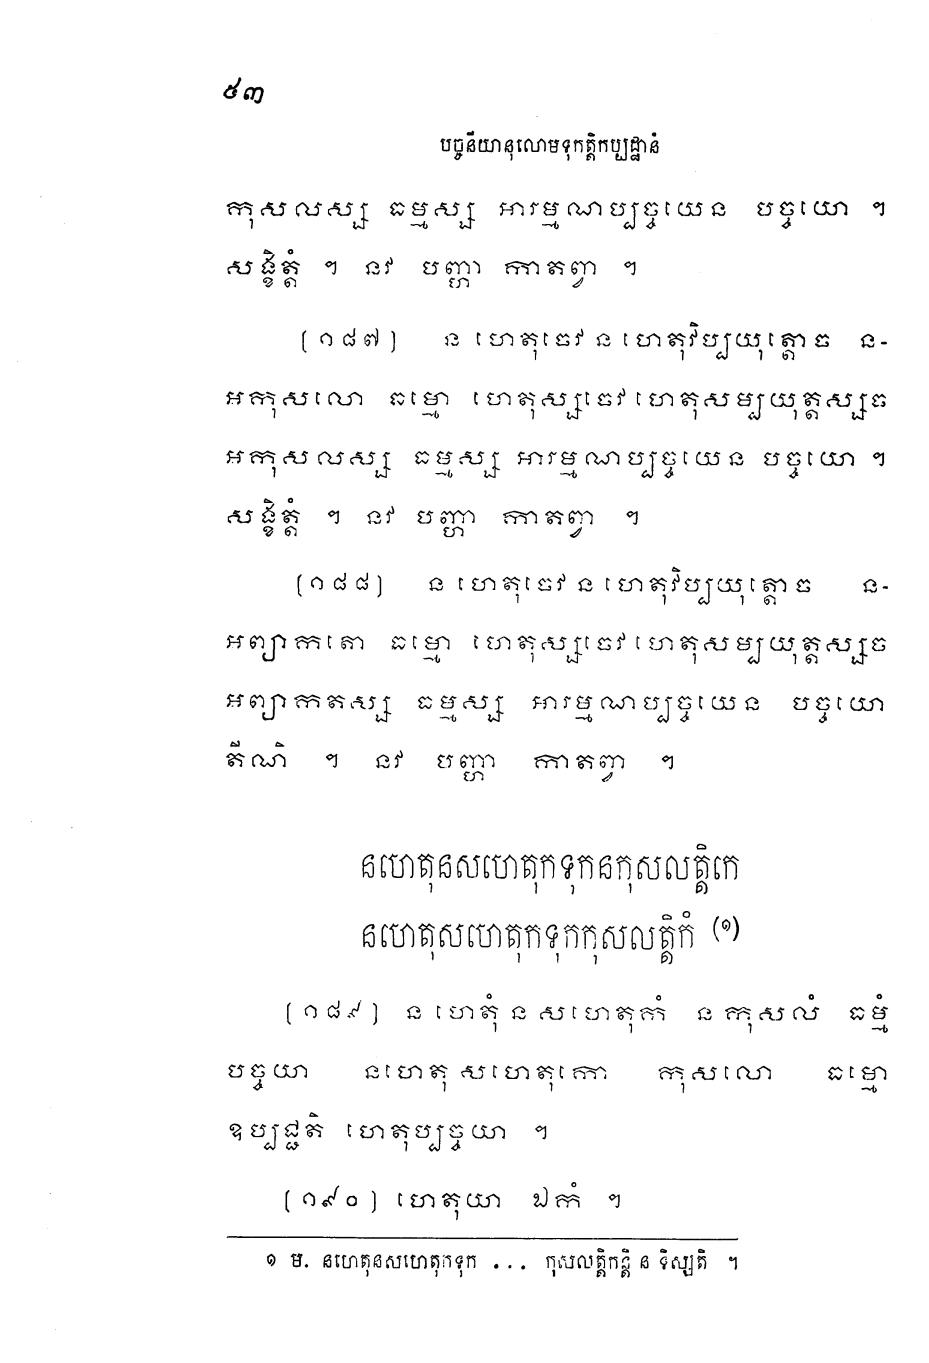 ៥៣
បច្ចនីយានុលោមទុកត្តិកប្បដ្ឋានំ
កុសលស្ស ធម្មស្ស អារម្មណប្បច្ចយេន បច្ចយោ ។
សង្ខិត្តំ ។ នវ បញ្ហា កាតព្វា ។
(១៨៧) ន ហេតុចេវ ន ហេតុវិប្បយុត្តោច ន-
អកុសលោ ធម្មោ ហេតុស្សចេវ ហេតុសម្បយុត្តស្សច
អកុសលស្ស ធម្មស្ស អារម្មណប្បច្ចយេន បច្ចយោ ។
សង្ខិត្តំ ។ នវ បញ្ហា កាតព្វា ។
(១៨៨) ន ហេតុចេវ ន ហេតុវិប្បយុត្តោច ន-
អព្យាកតោ ធម្មោ ហេតុស្សចេវ ហេតុសម្បយុត្តស្សច
អព្យាកតស្ស ធម្មស្ស អារម្មណប្បច្ចយេន បច្ចយោ
តីណិ ។ នវ បញ្ហា កាតព្វា ។
នហេតុនសហេតុកទុកនកុសលត្តិកេ
នហេតុសហេតុកទុកកុសលត្តិកំ (១)
(១៨៩) ន ហេតុំ ន សហេតុកំ ន កុសលំ ធម្មំ
បច្ចយា នហេតុ សហេតុកោ កុសលោ ធម្មោ
ឧប្បជ្ជតិ ហេតុប្បច្ចយា ។
(១៩០) ហេតុយា ឯកំ ។
១ ម. នហេតុនសហេតុកទុក ... កុសលត្តិកន្តិ ន ទិស្សតិ ។